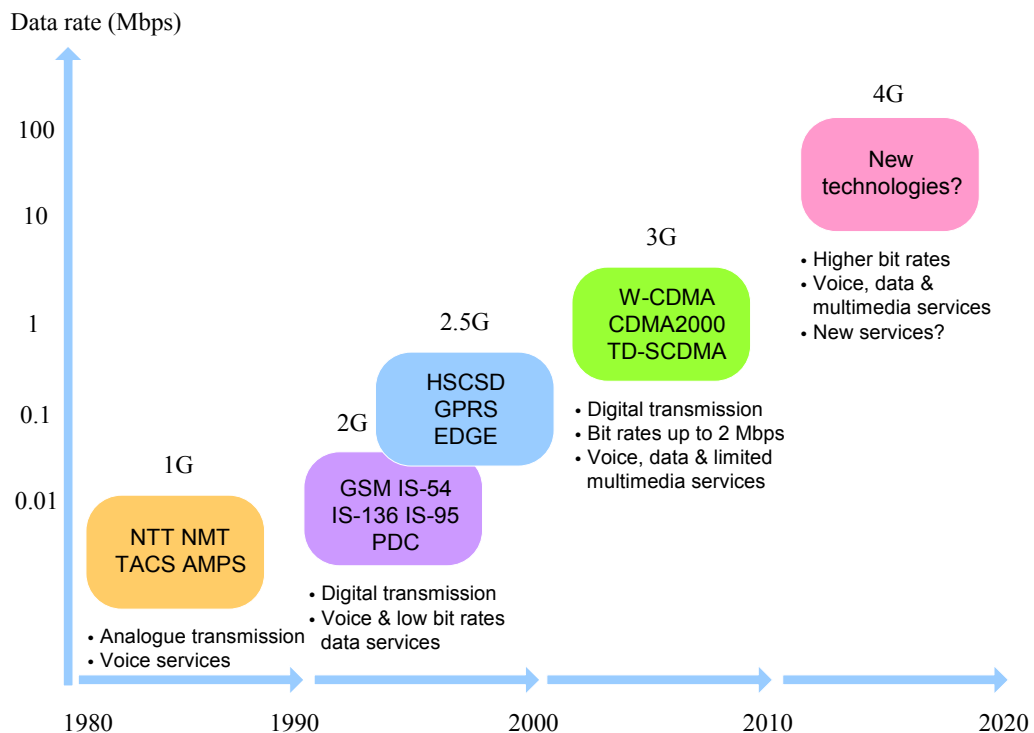 Data rate (Mbps)
4G
100
New
technologies?
10
3G
• Higher bit rates
• Voice, data &
multimedia services
• New services?
W-CDMA
CDMA2000
TD-SCDMA
1
2.5G
HSCSD
GPRS
EDGE
0.1
• Digital transmission
• Bit rates up to 2 Mbps
• Voice, data & limited
multimedia services
2G
1G
0.01
GSM IS-54
IS-136 IS-95
PDC
NTT NMT
TACS AMPS
• Digital transmission
• Voice & low bit rates
data services
• Analogue transmission
• Voice services
1980
1990
2000
2010
2020